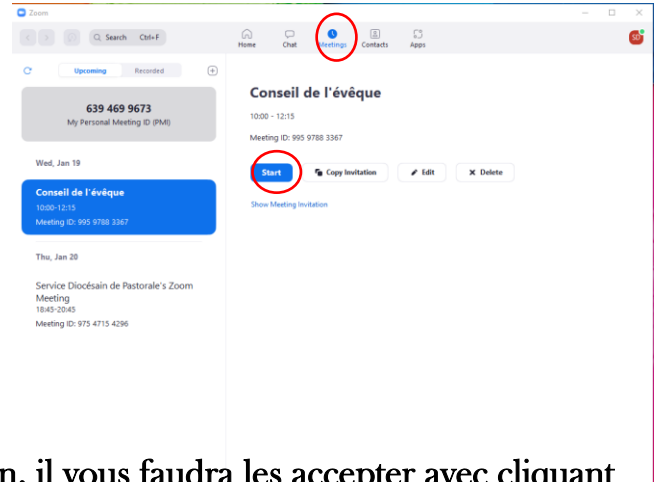 Zoom
Search Ctrl+F
Home
Chat
Meetings
Contacts
Apps
SD
Upcoming
Recorded
639 469 9673
My Personal Meeting ID (PMI)
Wed, Jan 19
Conseil de l'évêque
10:00-12:15
Meeting ID: 995 9788 3367
Thu, Jan 20
Service Diocésain de Pastorale's Zoom
Meeting
18:45-20:45
Meeting ID: 975 4715 4296
Conseil de l'évêque
10:00 - 12:15
Meeting ID: 995 9788 3367
Start
Copy Invitation
Edit
Delete
Show Meeting Invitation
n, il vous faudra les accepter avec cliquant